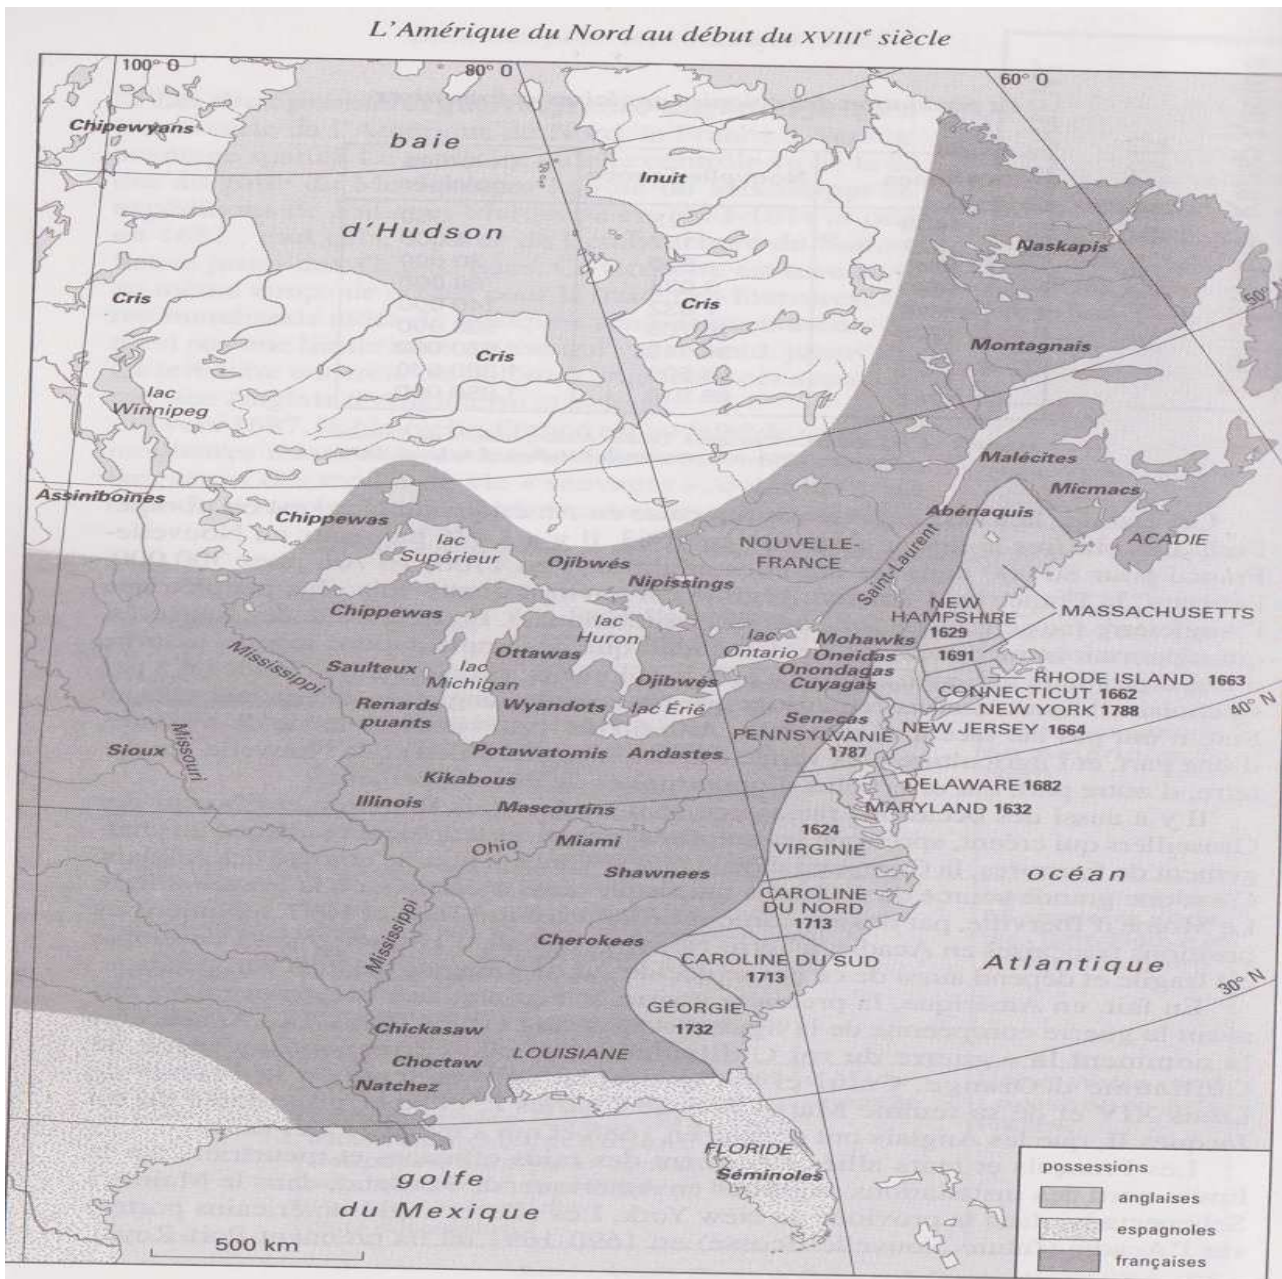 L'Amérique du Nord au début du XVIIIe siècle
100° O
80° O
60° O
Chipewyans
baie
d'Hudson
Inuit
Naskapis
50°
Cris
Cris
Cris
Montagnais
lac
Winnipeg
Malécites
Assiniboines
Micmacs
Chippewas
Abénaquis
ACADIE
lac
Supérieur
Ojibwés
NOUVELLE-
FRANCE
Saint-Laurent
Nipissings
Chippewas
lac
Huron
NEW
HAMPSHIRE
1629
MASSACHUSETTS
Mississippi
Ottawas
lac
Ontario
Mohawks
Oneidas
1691
Saulteux
lac
Michigan
Ojibwés
Onondagas
Cuyagas
RHODE ISLAND 1663
CONNECTICUT 1662
Renards
puants
Wyandots
lac Érié
Senecas
NEW YORK 1788
40° N
Sioux
Missouri
Potawatomis
Andastes
PENNSYLVANIE
1787
NEW JERSEY 1664
Kikabous
DELAWARE 1682
Illinois
Mascoutins
MARYLAND 1632
Ohio
Miami
1624
VIRGINIE
Shawnees
océan
Atlantique
CAROLINE
DU NORD
1713
Mississippi
Cherokees
CAROLINE DU SUD
1713
30° N
GÉORGIE
1732
Chickasaw
Choctaw
LOUISIANE
Natchez
FLORIDE
Séminoles
golfe
du Mexique
500 km
possessions
anglaises
espagnoles
françaises